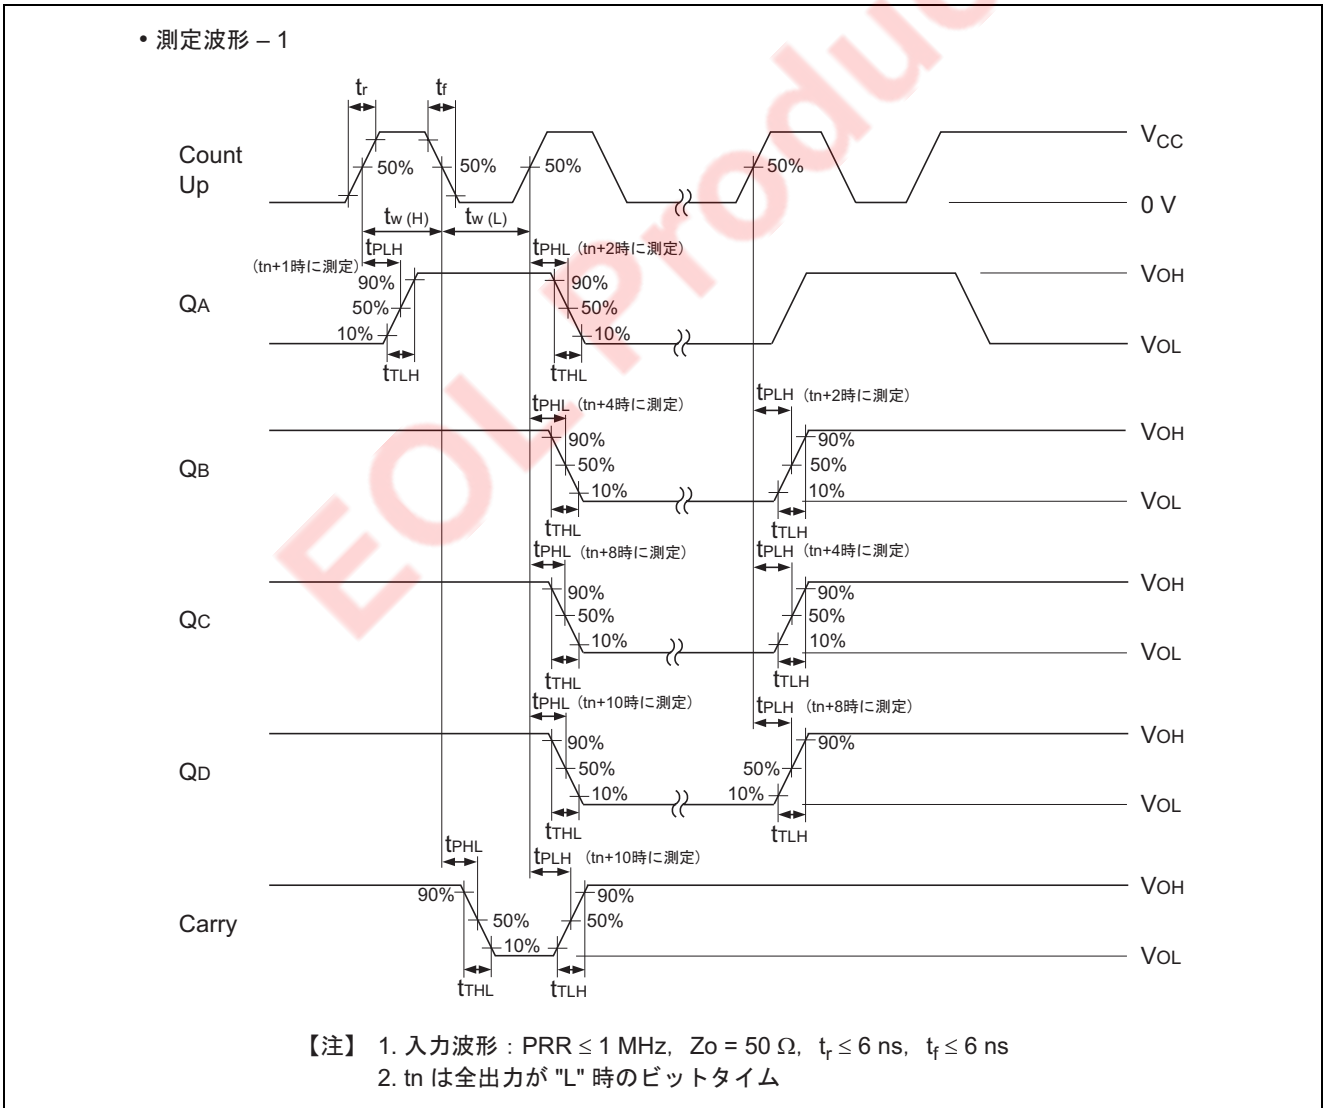 • 測定波形 – 1
tr
tf
Count
Up
50%
50%
50%
50%
VCC
0 V
tw (H)
tw (L)
tPLH
(tn+1時に測定)
tPHL (tn+2時に測定)
QA
90%
50%
10%
90%
50%
10%
VOH
VOL
tTLH
tTHL
tPHL (tn+4時に測定)
tPLH (tn+2時に測定)
QB
90%
50%
10%
90%
50%
10%
VOH
VOL
tTHL
tTLH
tPHL (tn+8時に測定)
tPLH (tn+4時に測定)
QC
90%
50%
10%
90%
50%
10%
VOH
VOL
tTHL
tTLH
tPHL (tn+10時に測定)
tPLH (tn+8時に測定)
QD
90%
50%
10%
90%
50%
10%
VOH
VOL
tTHL
tTLH
tPHL
tPLH (tn+10時に測定)
Carry
90%
50%
10%
90%
50%
VOH
VOL
tTHL
tTLH
【注】 1. 入力波形：PRR ≤ 1 MHz, Zo = 50 Ω, tr ≤ 6 ns, tf ≤ 6 ns
2. tn は全出力が "L" 時のビットタイム
EOL Produc